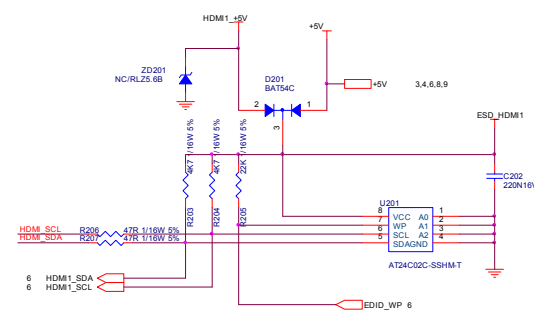 HDMI1_+5V
+5V
ZD201
NC/RLZ5.6B
D201
BAT54C
2
1
3
+5V
3,4,6,8,9
ESD_HDMI1
4K7 1/16W 5%
4K7 1/16W 5%
22K 1/16W 5%
R203
R204
R205
C202
220N16V
U201
8 VCC A0 1
7 WP A1 2
6 SCL A2 3
5 SDA GND 4
AT24C02C-SSHM-T
HDMI_SCL R206 47R 1/16W 5%
HDMI_SDA R207 47R 1/16W 5%
6 HDMI1_SDA
6 HDMI1_SCL
EDID_WP 6